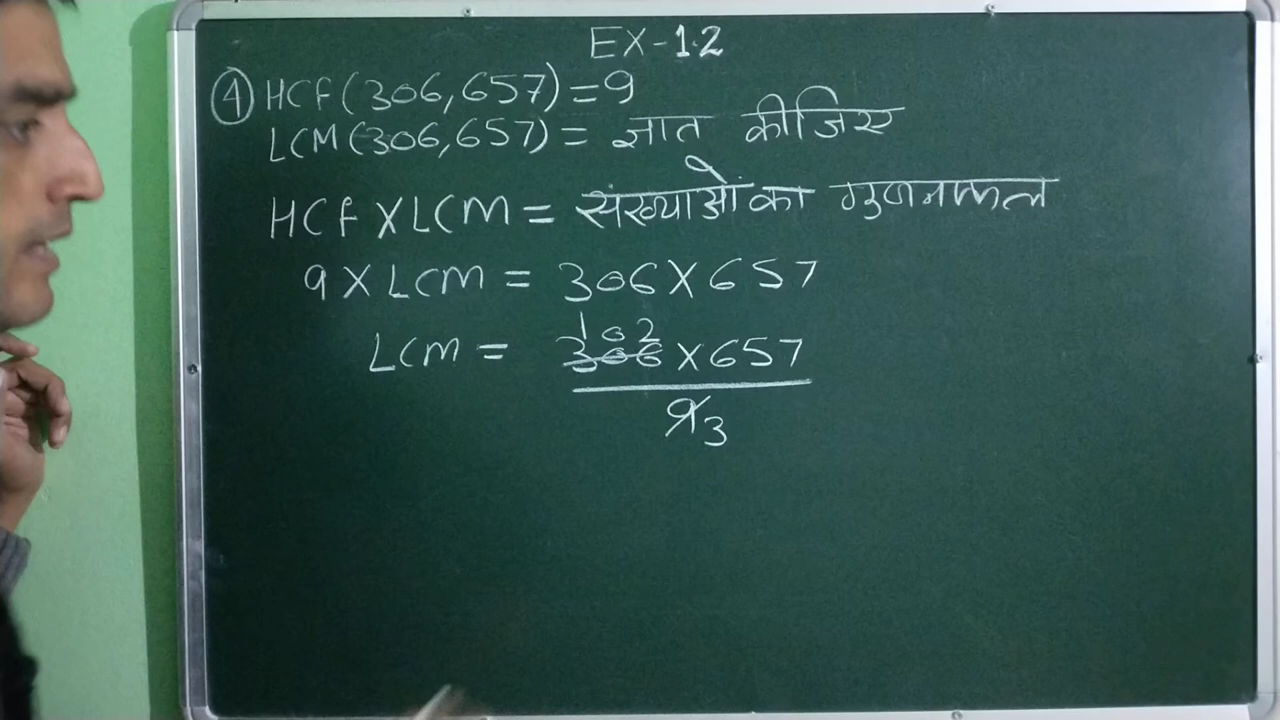 EX-1.2
④ HCF(306,657)=9
LCM(306,657)= ज्ञात कीजिए
HCF X LCM = संख्याओं का गुणनफल
9 X LCM = 306 X 657
102
LCM = 306 X 657
9 3